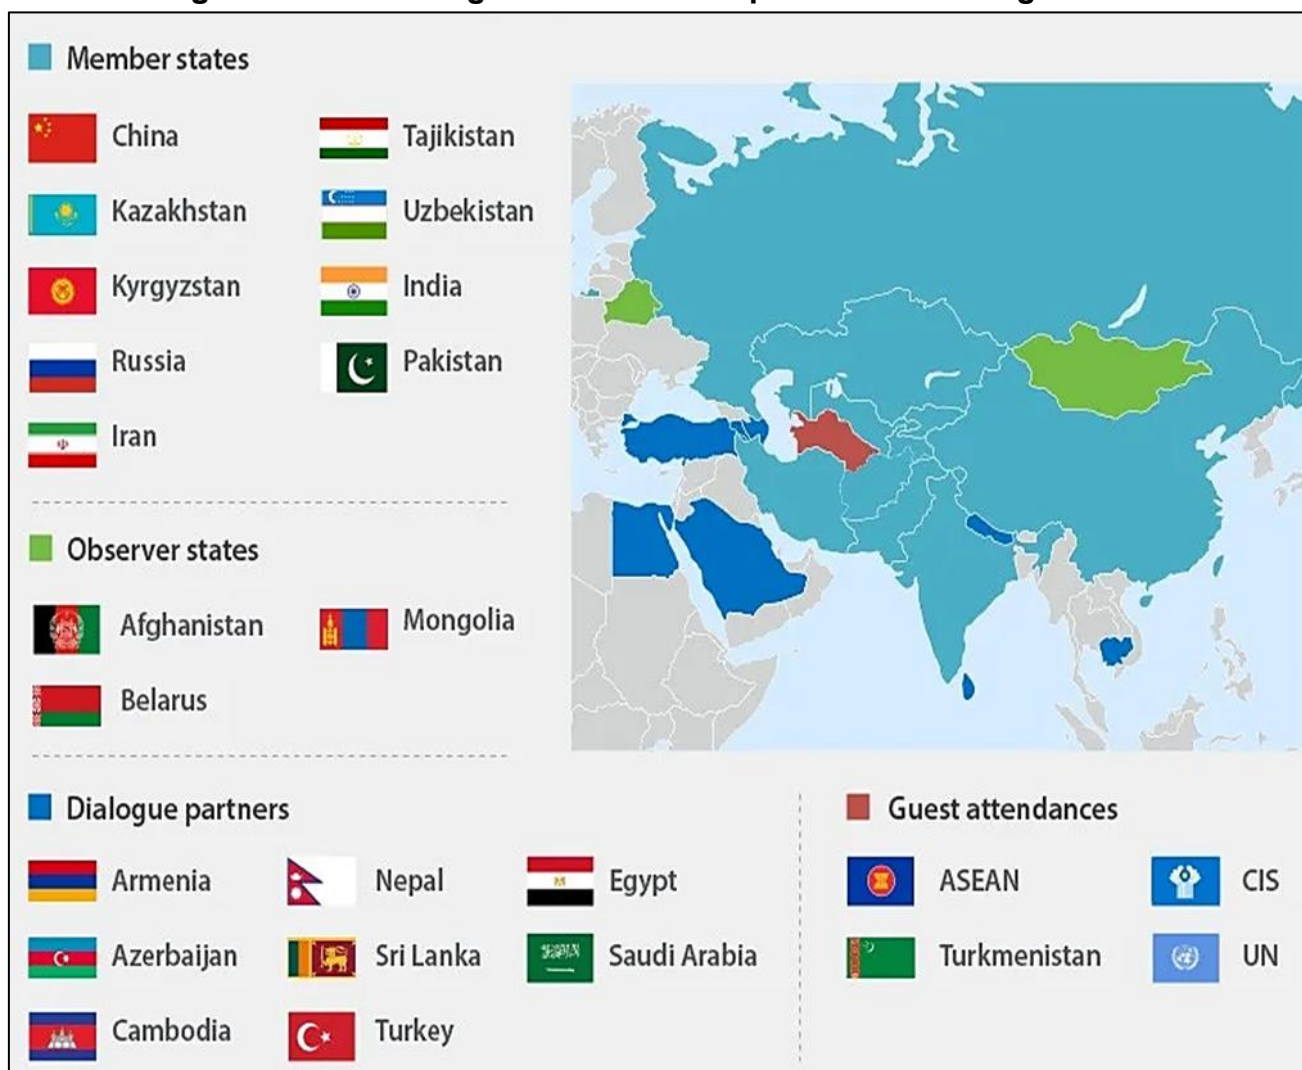 Member states
China
Tajikistan
Kazakhstan
Uzbekistan
Kyrgyzstan
India
Russia
Pakistan
Iran
Observer states
Afghanistan
Mongolia
Belarus
Dialogue partners
Armenia
Nepal
Egypt
Azerbaijan
Sri Lanka
Saudi Arabia
Cambodia
Turkey
Guest attendances
ASEAN
CIS
Turkmenistan
UN